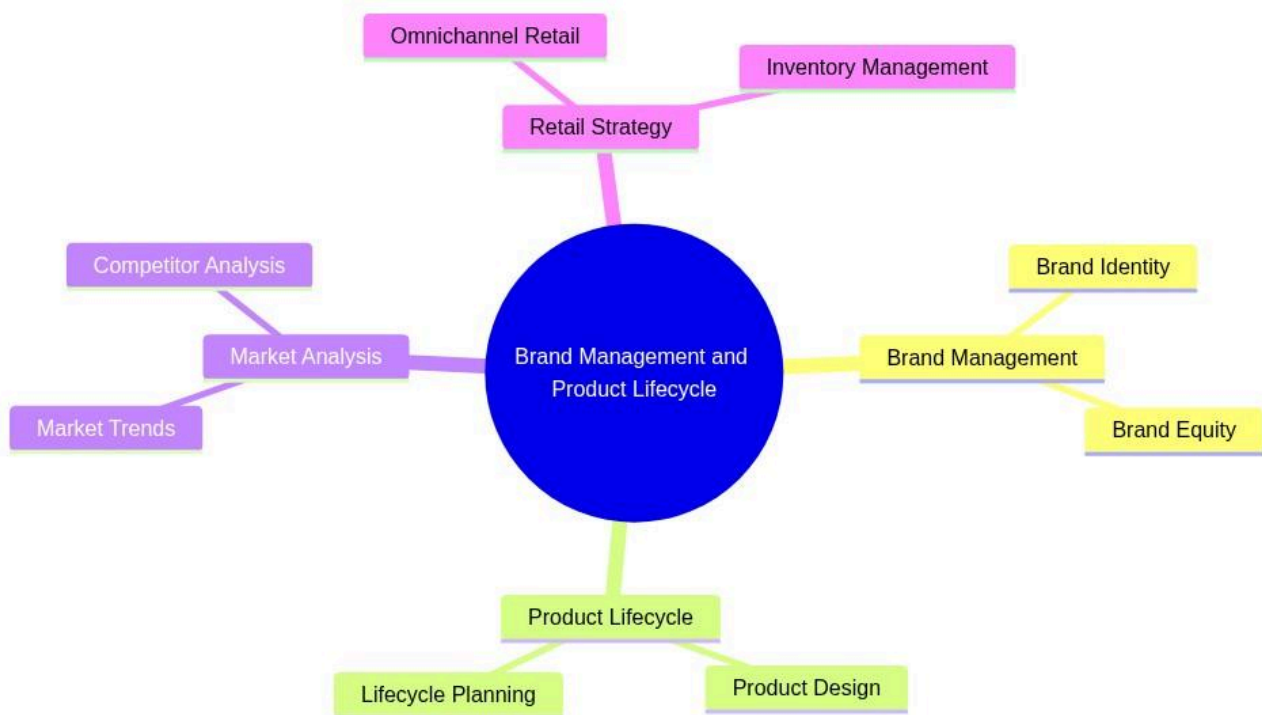 Omnichannel Retail
Inventory Management
Retail Strategy
Competitor Analysis
Brand Identity
Market Analysis
Brand Management and
Product Lifecycle
Brand Management
Market Trends
Brand Equity
Product Lifecycle
Lifecycle Planning
Product Design